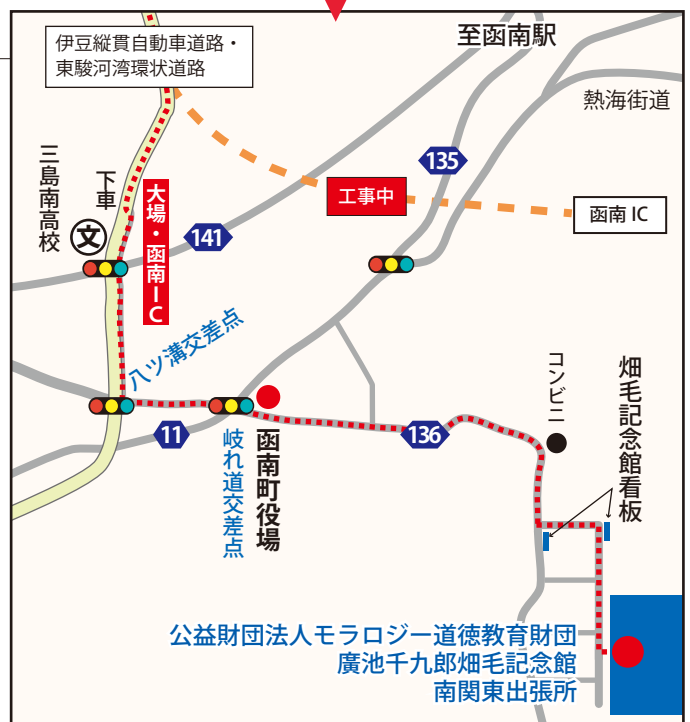 伊豆縦貫自動車道路・
東駿河湾環状道路
至函南駅
熱海街道
135
工事中
函南 IC
三島南高校
下車
文
大場・函南IC
141
八ツ溝交差点
コンビニ
畑毛記念館看板
11
岐れ道交差点
函南町役場
136
公益財団法人モラロジー道徳教育財団
廣池千九郎畑毛記念館
南関東出張所